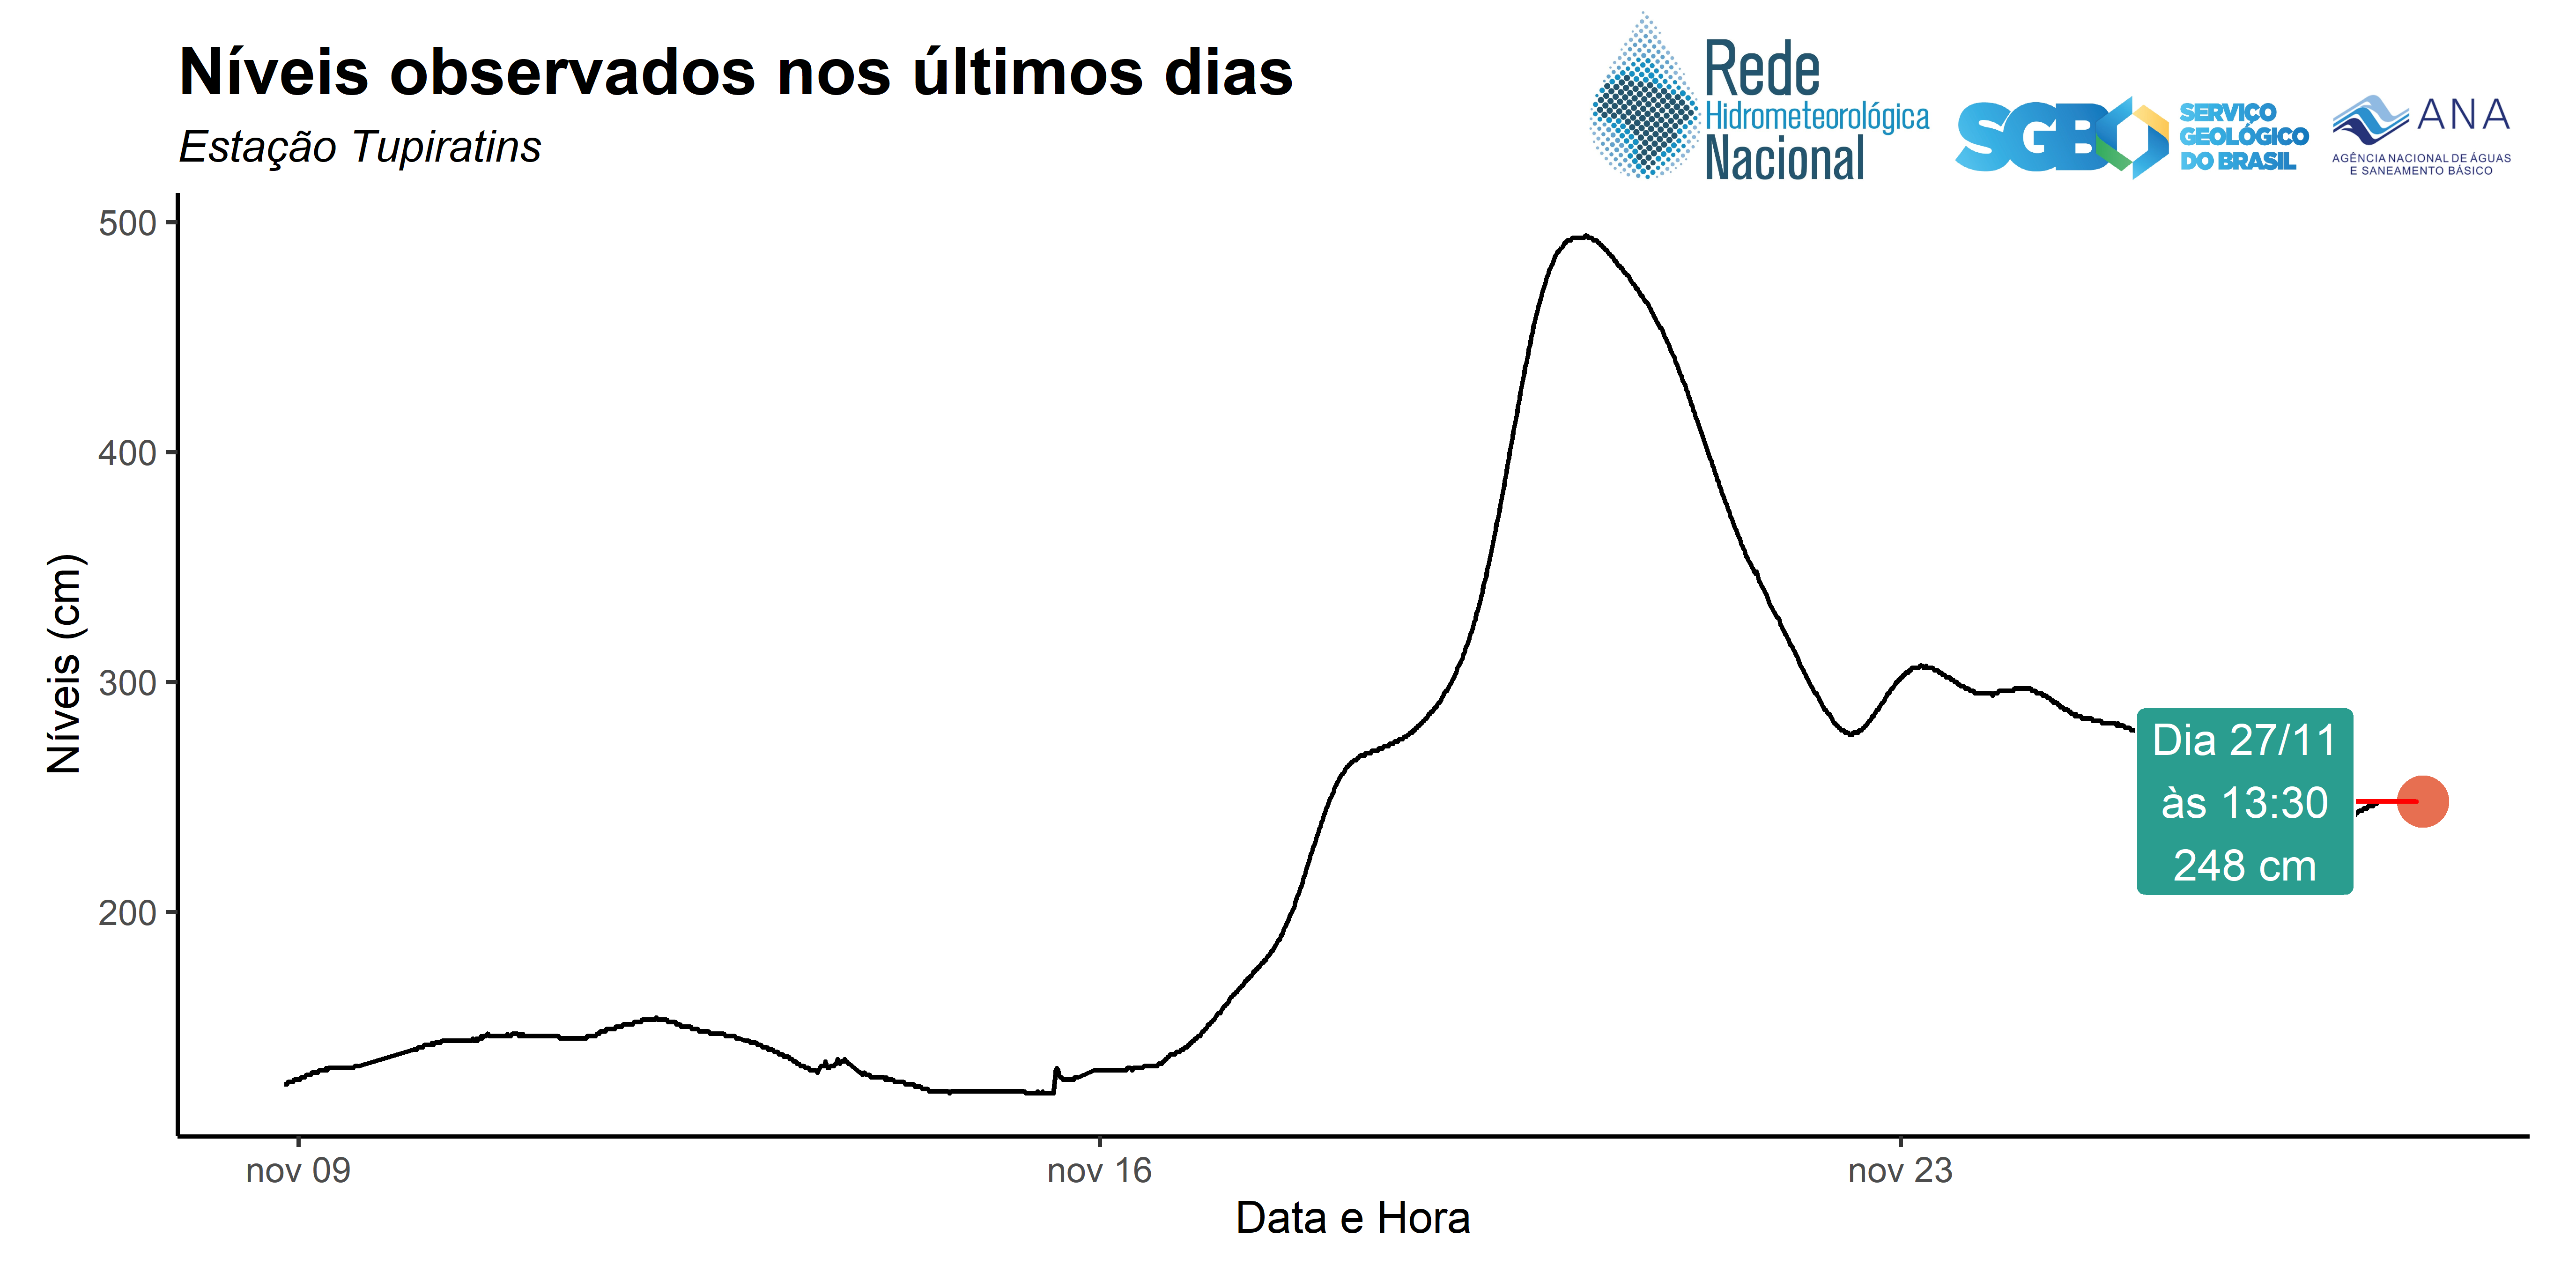 Níveis observados nos últimos dias
Estação Tupiratins
Rede
Hidrometeorológica
Nacional
SGB
SERVIÇO
GEOLÓGICO
DO BRASIL
ANA
AGÊNCIA NACIONAL DE ÁGUAS
E SANEAMENTO BÁSICO
Níveis (cm)
500
400
300
200
Dia 27/11
às 13:30
248 cm
nov 09
nov 16
nov 23
Data e Hora